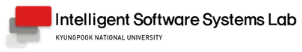 Intelligent Software Systems Lab
KYUNGPOOK NATIONAL UNIVERSITY